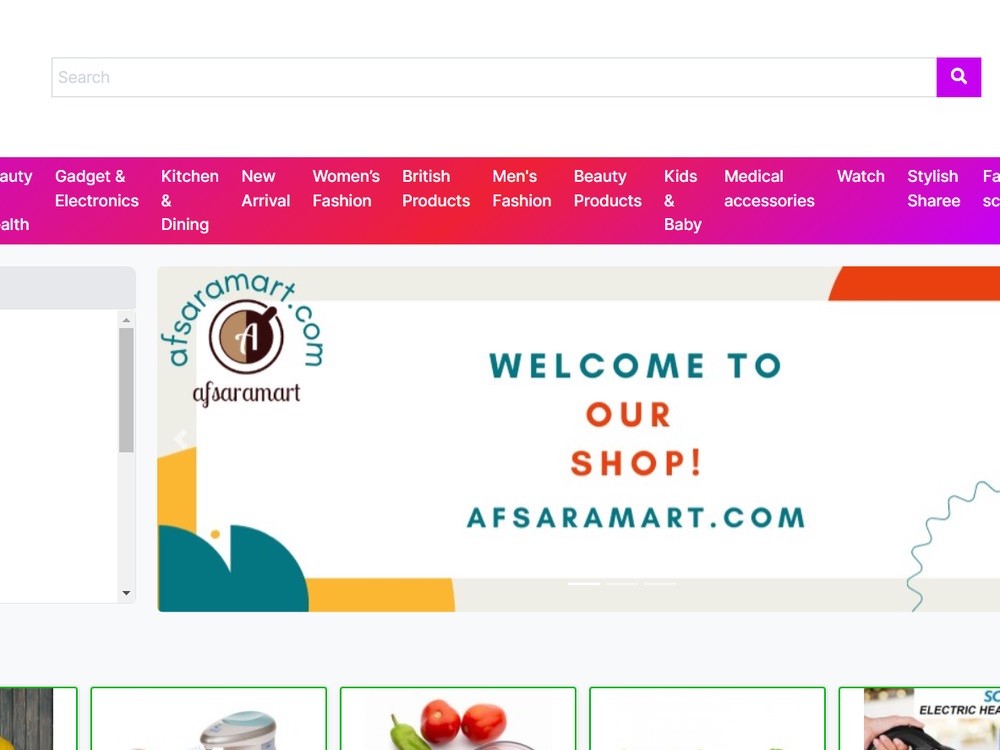 Search
auty
alth
Gadget &
Electronics
Kitchen
&
Dining
New
Arrival
Women's
Fashion
British
Products
Men's
Fashion
Beauty
Products
Kids
&
Baby
Medical
accessories
Watch
Stylish
Sharee
Fa
sc
afsaramart.com
A
afsaramart
WELCOME TO
OUR
SHOP!
AFSARAMART.COM
SC
ELECTRIC HEA